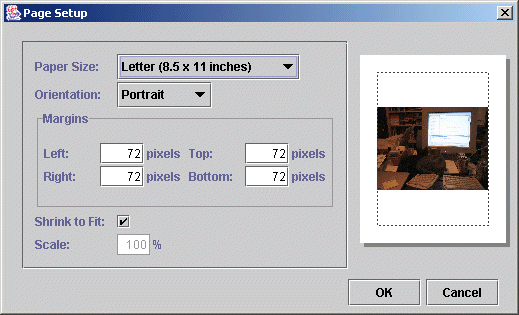 Page Setup
Paper Size: Letter (8.5 x 11 inches)
Orientation: Portrait
Margins
Left: 72 pixels Top: 72 pixels
Right: 72 pixels Bottom: 72 pixels
Shrink to Fit:
Scale: 100 %
OK Cancel